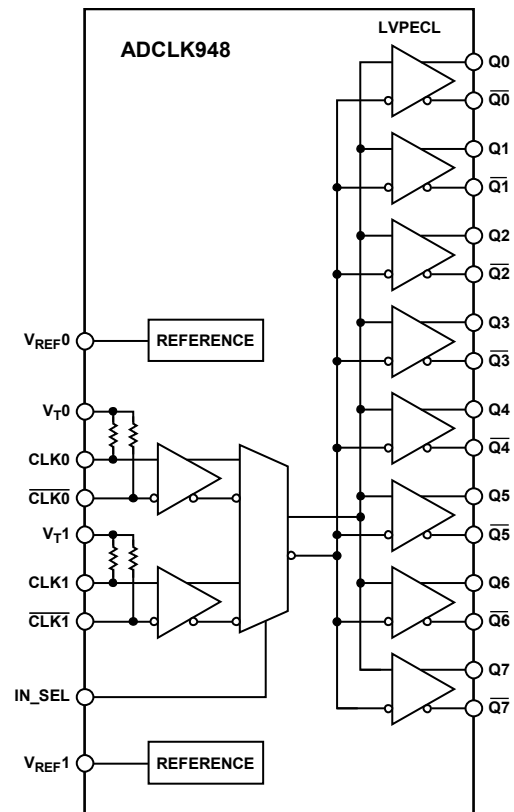 LVPECL
ADCLK948
Q0
Q0
Q1
Q1
Q2
Q2
Q3
Q3
Q4
Q4
Q5
Q5
Q6
Q6
Q7
Q7
VREF0
REFERENCE
VT0
CLK0
CLK0
VT1
CLK1
CLK1
IN_SEL
VREF1
REFERENCE